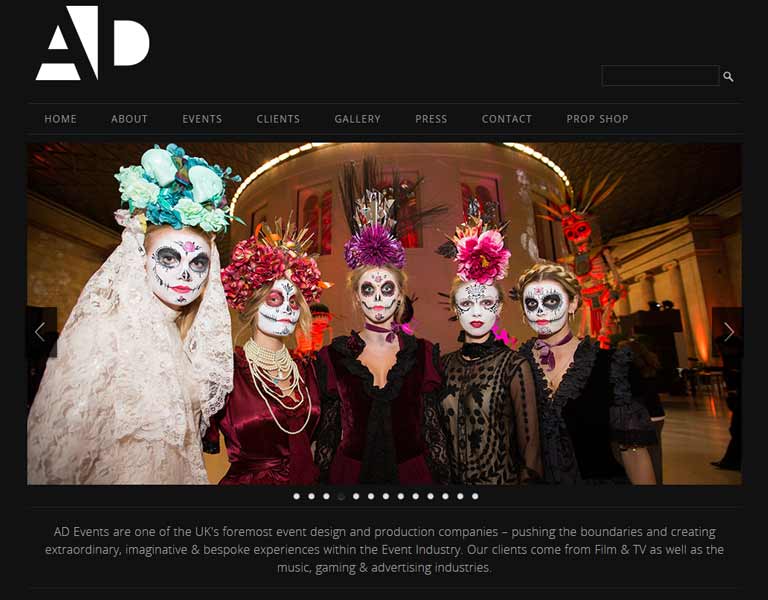 AD
HOME ABOUT EVENTS CLIENTS GALLERY PRESS CONTACT PROP SHOP
AD Events are one of the UK's foremost event design and production companies – pushing the boundaries and creating
extraordinary, imaginative & bespoke experiences within the Event Industry. Our clients come from Film & TV as well as the
music, gaming & advertising industries.